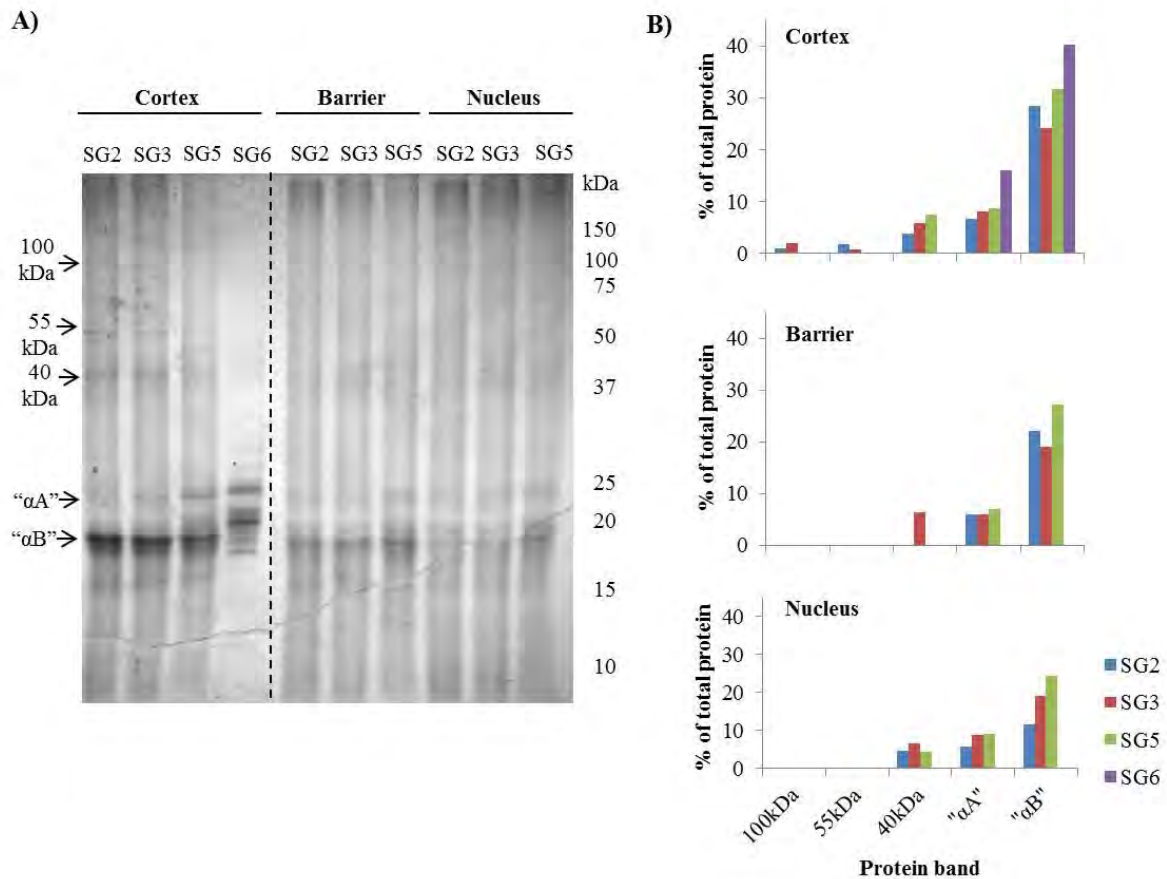 A)
Cortex Barrier Nucleus
SG2 SG3 SG5 SG6 SG2 SG3 SG5 SG2 SG3 SG5
kDa
150
100
75
50
37
25
20
15
10
100
kDa
55
kDa
40
kDa
“αA”
“αB”
B)
Cortex
% of total protein
40
30
20
10
0
Barrier
% of total protein
40
30
20
10
0
Nucleus
% of total protein
40
30
20
10
0
100kDa
55kDa
40kDa
"αA"
"αB"
Protein band
SG2
SG3
SG5
SG6